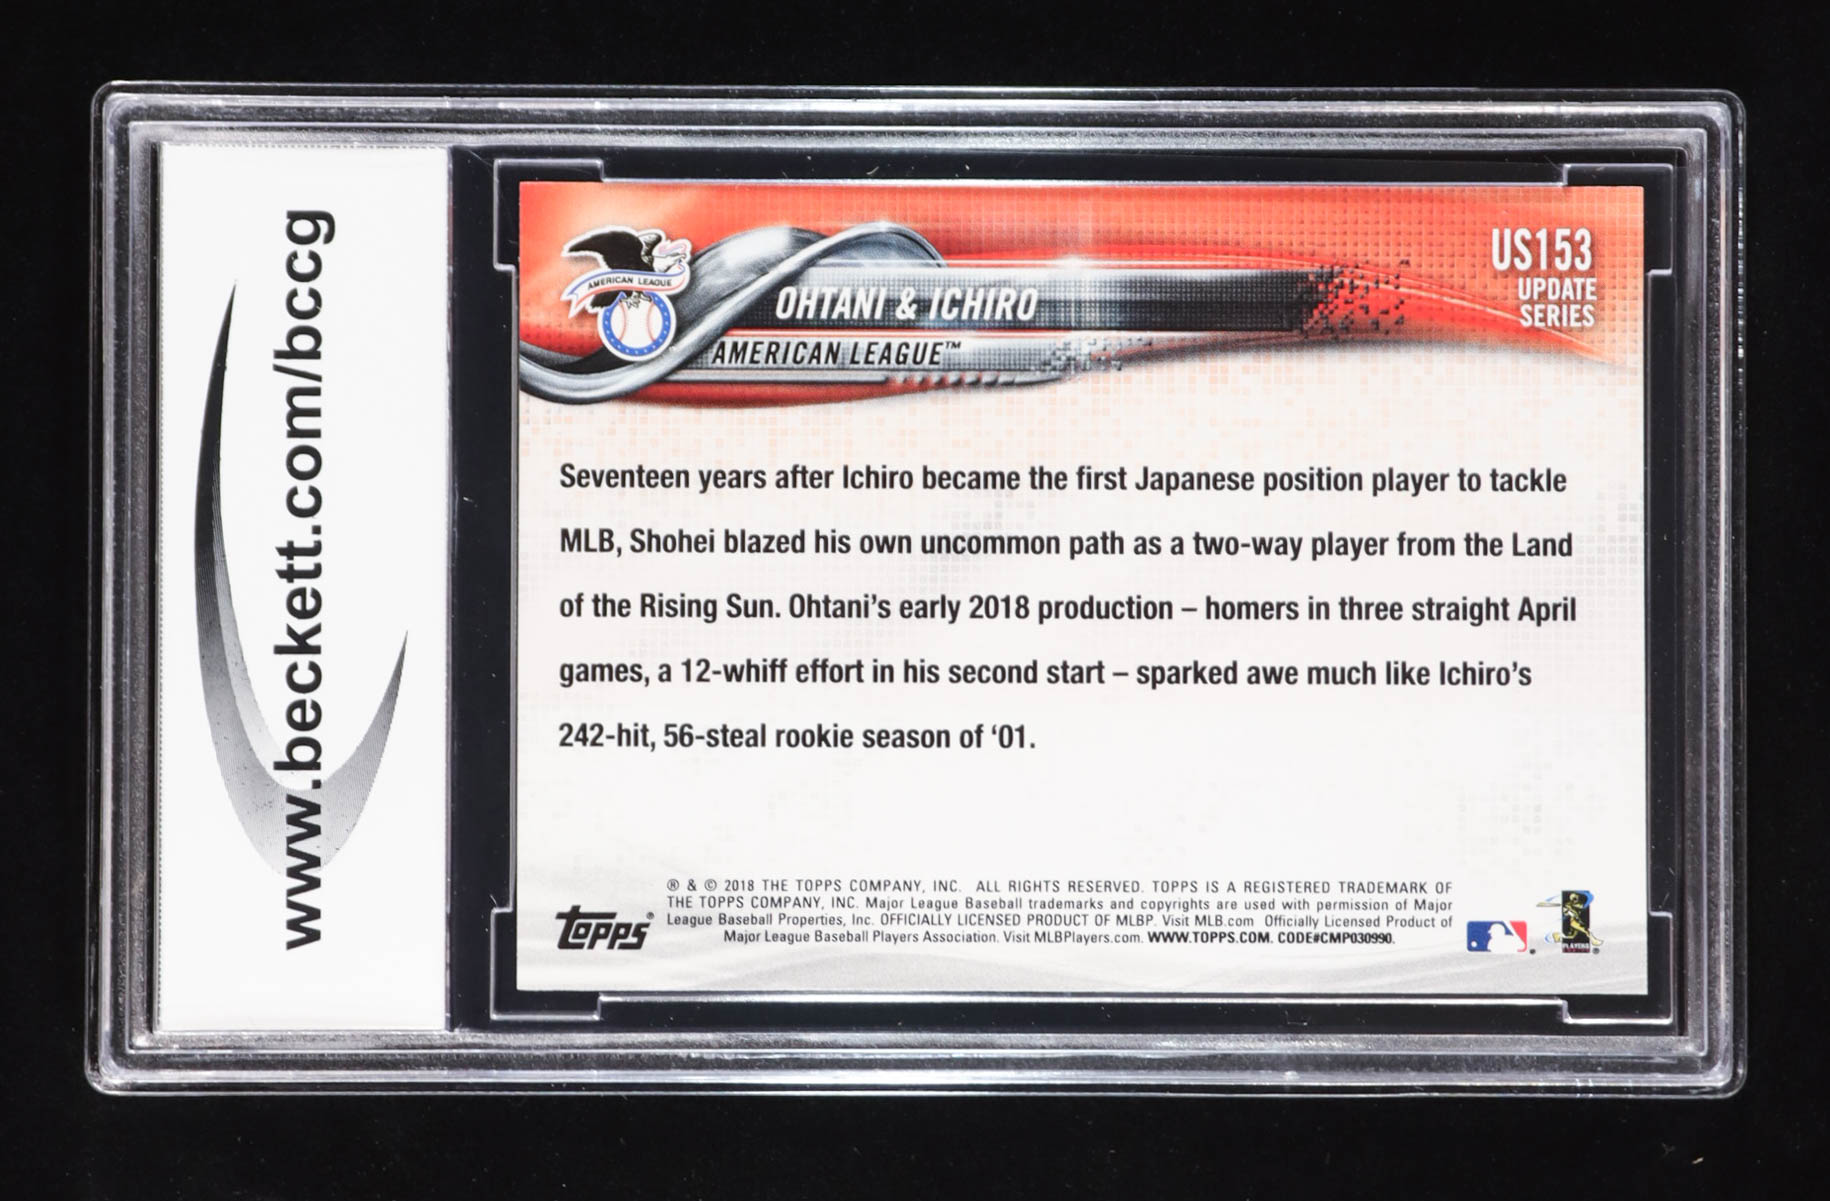 www.beckett.com/bccg
AMERICAN LEAGUE
OHTANI & ICHIRO
AMERICAN LEAGUE™
US153
UPDATE
SERIES
Seventeen years after Ichiro became the first Japanese position player to tackle
MLB, Shohei blazed his own uncommon path as a two-way player from the Land
of the Rising Sun. Ohtani's early 2018 production – homers in three straight April
games, a 12-whiff effort in his second start – sparked awe much like Ichiro's
242-hit, 56-steal rookie season of ‘01.
® & © 2018 THE TOPPS COMPANY, INC. ALL RIGHTS RESERVED. TOPPS IS A REGISTERED TRADEMARK OF
THE TOPPS COMPANY, INC. Major League Baseball trademarks and copyrights are used with permission of Major
League Baseball Properties, Inc. OFFICIALLY LICENSED PRODUCT OF MLBP. Visit MLB.com Officially Licensed Product of
Major League Baseball Players Association. Visit MLBPlayers.com. WWW.TOPPS.COM. CODE#CMP030990.
topps®
PLAYERS